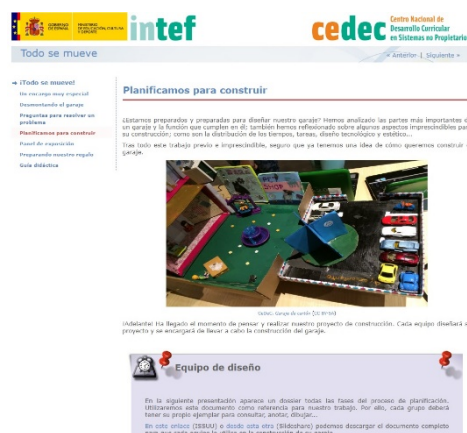 GOBIERNO DE ESPAÑA
MINISTERIO DE EDUCACIÓN, CULTURA Y DEPORTE
intef
cedec
Centro Nacional de
Desarrollo Curricular
en Sistemas no Propietarios
Todo se mueve
« Anterior | Siguiente »
¡Todo se mueve!
Un encargo muy especial
Desmontando el garaje
Preguntas para resolver un problema
Planificamos para construir
Panel de exposición
Preparando nuestro regalo
Guía didáctica
Planificamos para construir
¿Estamos preparados y preparadas para diseñar nuestro garaje? Hemos analizado las partes más importantes
un garaje y la función que cumplen en él; también hemos reflexionado sobre algunos aspectos imprescindibles
su construcción; como son la distribución de los tiempos, tareas, diseño tecnológico y estético...
Tras todo este trabajo previo e imprescindible, seguro que ya tenemos una idea de cómo queremos construir
garaje.
SHOP
Cedec. Garaje de cartón (CC BY-SA)
¡Adelante! Ha llegado el momento de pensar y realizar nuestro proyecto de construcción. Cada equipo diseñará
proyecto y se encargará de llevar a cabo la construcción del garaje.
Equipo de diseño
En la siguiente presentación aparece un dossier todas las fases del proceso de planificación.
Utilizaremos este documento como referencia para nuestro trabajo. Por ello, cada grupo deberá
tener su propio ejemplar para consultar, anotar, dibujar...
En este enlace (ISSUU) o desde este otro (Slideshare) podemos descargar el documento completo